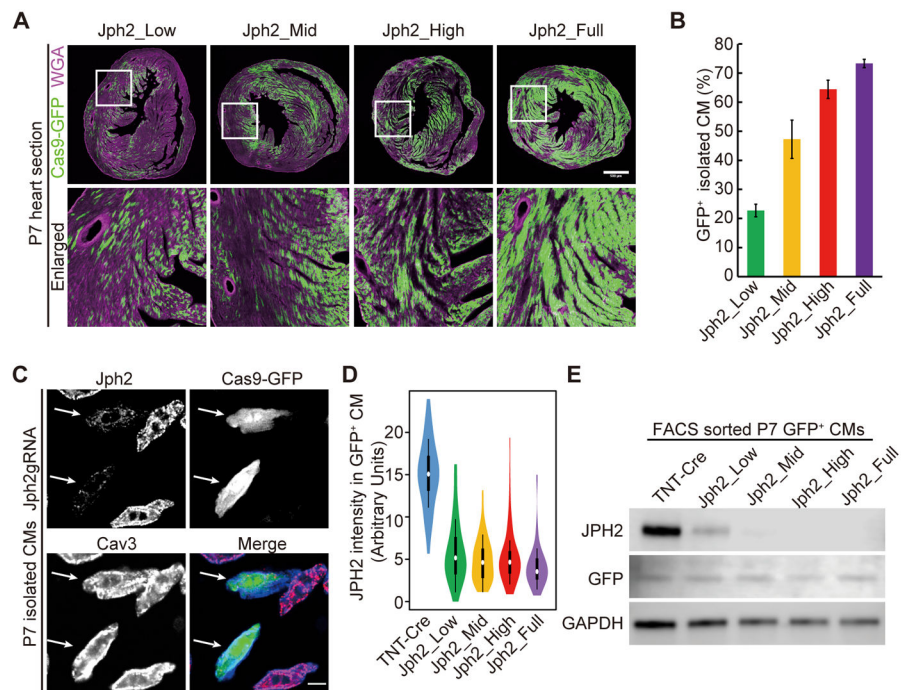 A
Jph2_Low
Jph2_Mid
Jph2_High
Jph2_Full
P7 heart section
Cas9-GFP WGA
Enlarged
B
GFP+ isolated CM (%)
80
70
60
50
40
30
20
10
0
Jph2_Low
Jph2_Mid
Jph2_High
Jph2_Full
C
Jph2
Cas9-GFP
P7 isolated CMs
Jph2gRNA
Cav3
Merge
D
JPH2 intensity in GFP+ CM
(Arbitrary Units)
20
15
10
5
0
TNT-Cre
Jph2_Low
Jph2_Mid
Jph2_High
Jph2_Full
E
FACS sorted P7 GFP+ CMs
TNT-Cre
Jph2_Low
Jph2_Mid
Jph2_High
Jph2_Full
JPH2
GFP
GAPDH